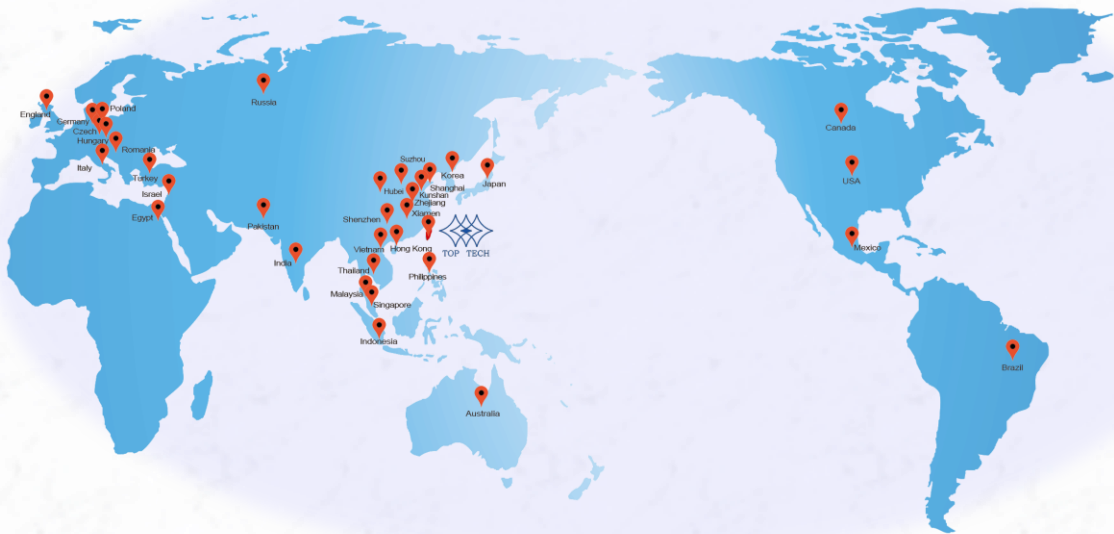 England
Germany
Poland
Czech
Hungary
Romania
Italy
Turkey
Israel
Egypt
Russia
Pakistan
India
Suzhou
Hubei
Korea
Japan
Shanghai
Kunshan
Zhejiang
Xiamen
Shenzhen
TOP TECH
Vietnam
Hong Kong
Thailand
Philippines
Malaysia
Singapore
Indonesia
Australia
Canada
USA
Mexico
Brazil